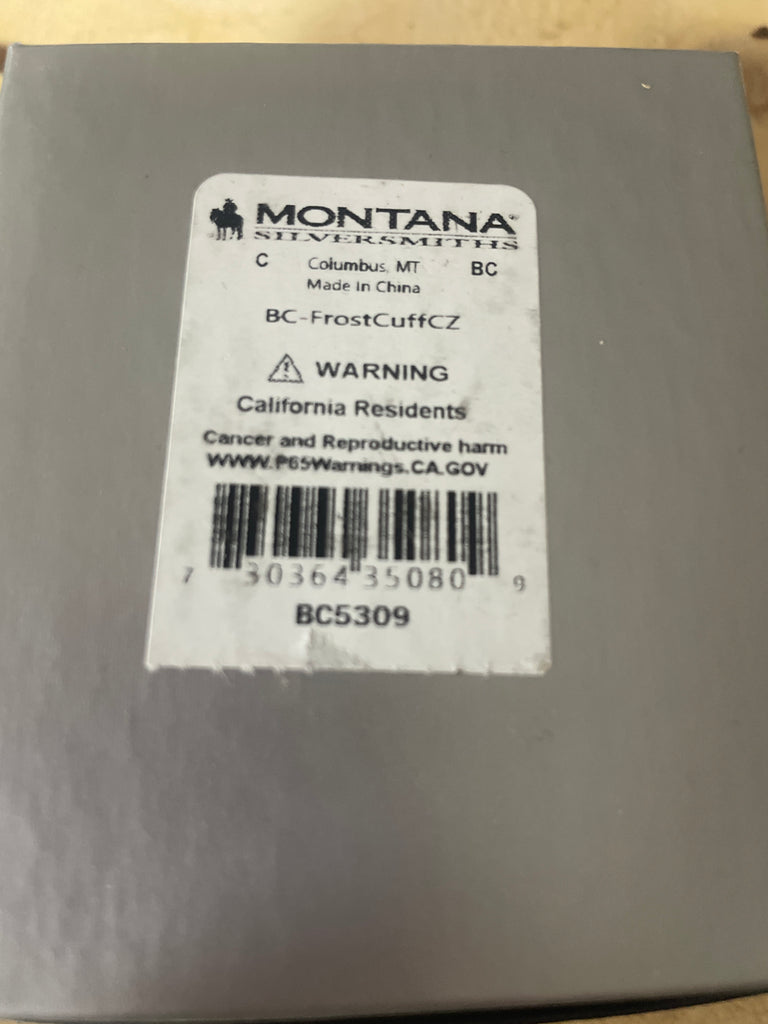 MONTANA
SILVERSMITHS
C Columbus, MT BC
Made in China
BC-FrostCuffCZ
WARNING
California Residents
Cancer and Reproductive harm
WWW.P65Warnings.CA.GOV
7 30364 35080 9
BC5309